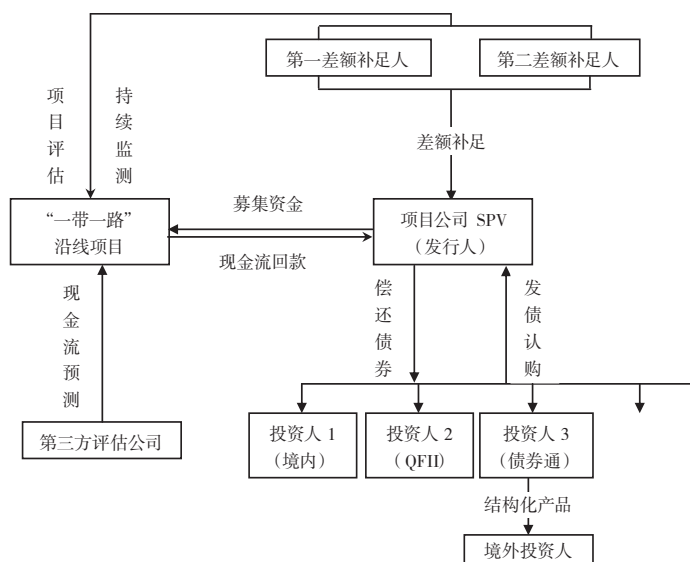 第一差额补足人
第二差额补足人
项目评估
持续监测
差额补足
“一带一路”
沿线项目
募集资金
现金流回款
项目公司 SPV
（发行人）
现金流预测
偿还债券
发债认购
第三方评估公司
投资人 1
（境内）
投资人 2
（QFII）
投资人 3
（债券通）
结构化产品
境外投资人